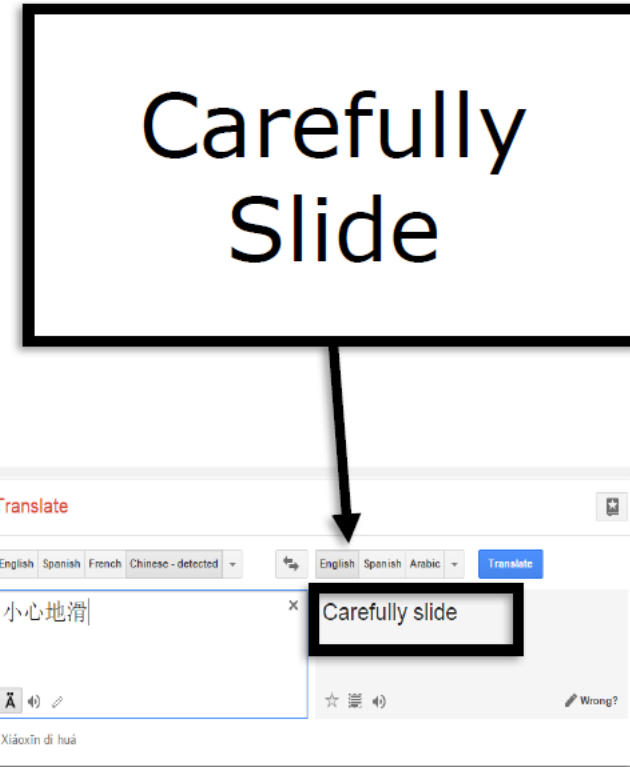 Carefully
Slide
Translate
English Spanish French Chinese - detected English Spanish Arabic Translate
小心地滑 × Carefully slide
Ä Wrong?
Xiǎoxīn dì huá